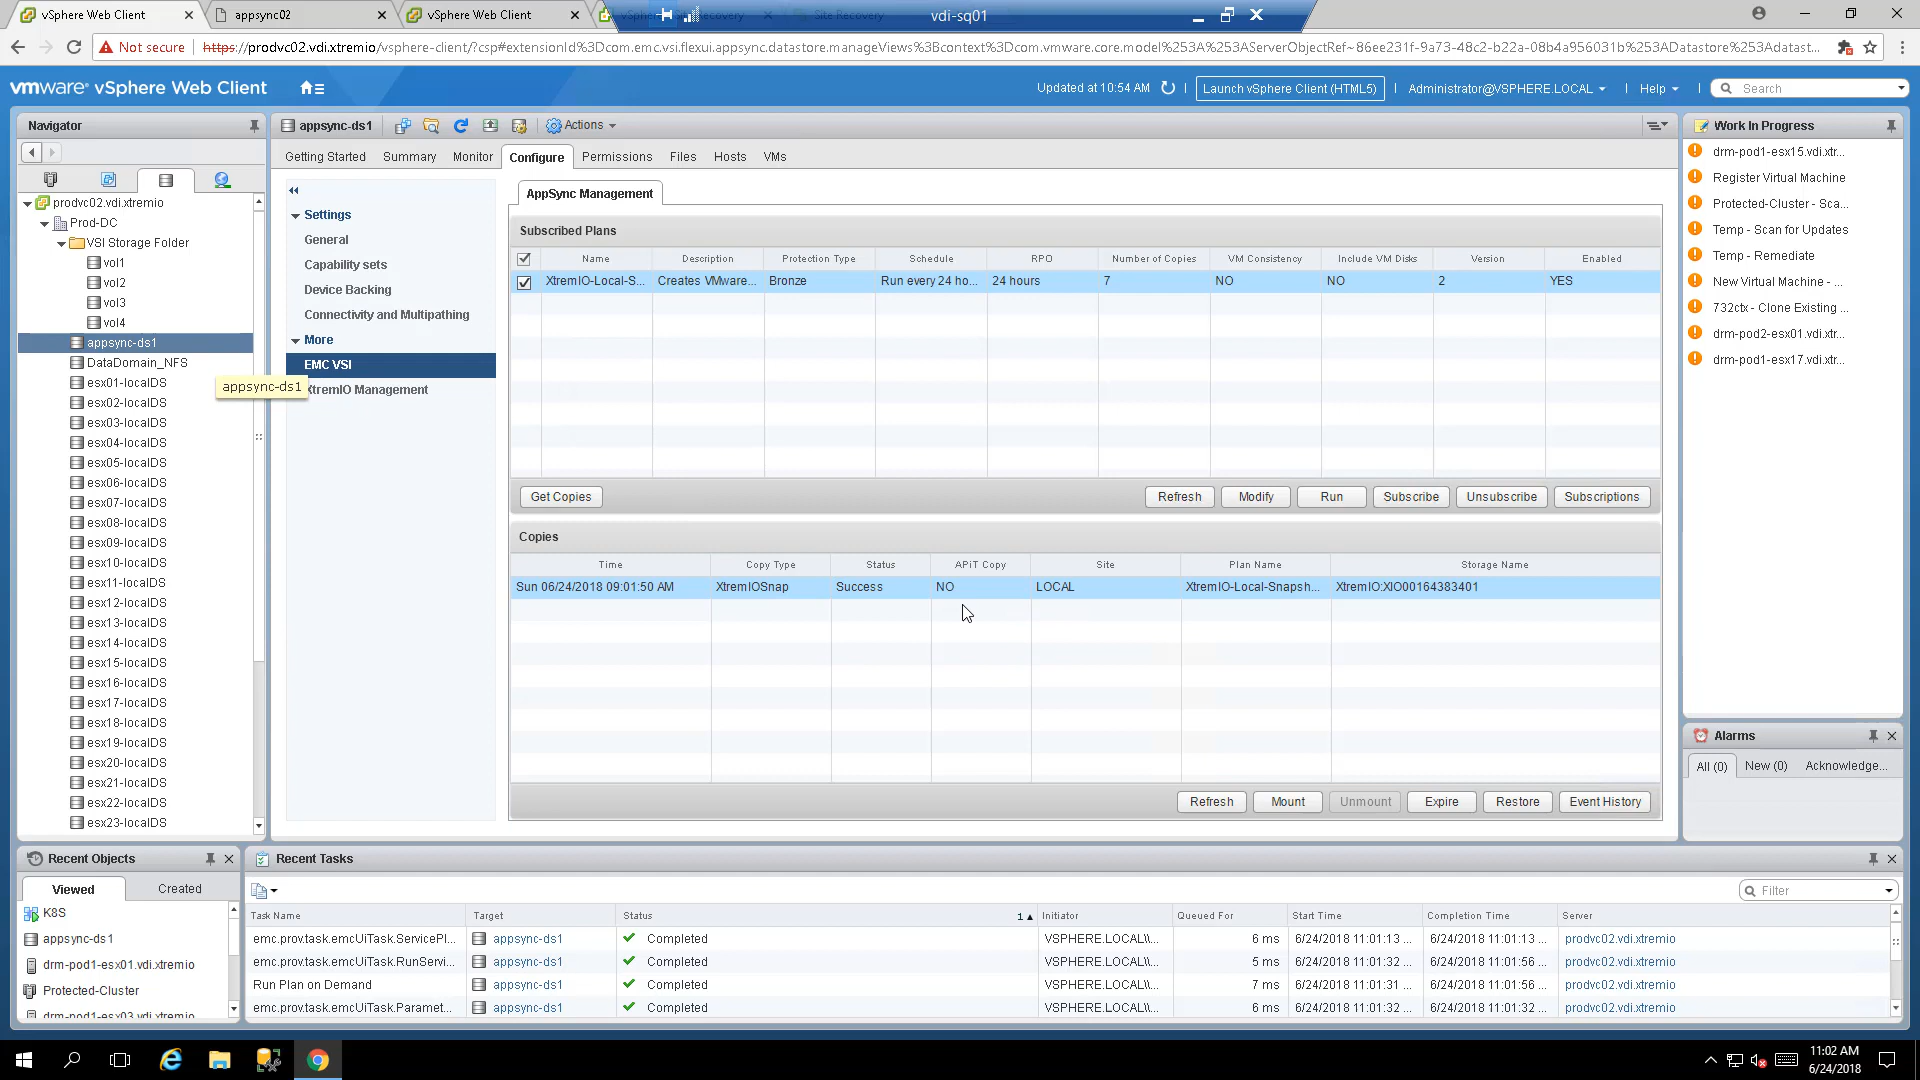 vSphere Web Client
appsync02
vSphere Web Client
vdi-sq01
Site Recovery
Not secure
https://prodvc02.vdi.xtremio/vsphere-client/?csp#extensionId%3Dcom.emc.vsi.flexui.appsync.datastore.manageViews%3Bcontext%3Dcom.vmware.core.model%253A%253AServerObjectRef~86ee231f-9a73-48c2-b22a-08b4a956031b%253ADatastore%253Adatast...
vmware® vSphere Web Client
Updated at 10:54 AM
Launch vSphere Client (HTML5)
Administrator@VSPHERE.LOCAL
Help
Search
Navigator
prodvc02.vdi.xtremio
Prod-DC
VSI Storage Folder
vol1
vol2
vol3
vol4
appsync-ds1
DataDomain_NFS
esx01-localDS
esx02-localDS
esx03-localDS
esx04-localDS
esx05-localDS
esx06-localDS
esx07-localDS
esx08-localDS
esx09-localDS
esx10-localDS
esx11-localDS
esx12-localDS
esx13-localDS
esx14-localDS
esx15-localDS
esx16-localDS
esx17-localDS
esx18-localDS
esx19-localDS
esx20-localDS
esx21-localDS
esx22-localDS
esx23-localDS
appsync-ds1
appsync-ds1
Actions
Getting Started Summary Monitor Configure Permissions Files Hosts VMs
Settings
General
Capability sets
Device Backing
Connectivity and Multipathing
More
EMC VSI
XtremIO Management
AppSync Management
Subscribed Plans
Name Description Protection Type Schedule RPO Number of Copies VM Consistency Include VM Disks Version Enabled
XtremIO-Local-S... Creates VMware... Bronze Run every 24 ho... 24 hours 7 NO NO 2 YES
Get Copies Refresh Modify Run Subscribe Unsubscribe Subscriptions
Copies
Time Copy Type Status APiT Copy Site Plan Name Storage Name
Sun 06/24/2018 09:01:50 AM XtremIOSnap Success NO LOCAL XtremIO-Local-Snapsh... XtremIO:XIO00164383401
Refresh Mount Unmount Expire Restore Event History
Work In Progress
drm-pod1-esx15.vdi.xtr...
Register Virtual Machine
Protected-Cluster - Sca...
Temp - Scan for Updates
Temp - Remediate
New Virtual Machine - ...
732ctx - Clone Existing ...
drm-pod2-esx01.vdi.xtr...
drm-pod1-esx17.vdi.xtr...
Alarms
All (0) New (0) Acknowledge...
Recent Objects
Viewed Created
K8S
appsync-ds1
drm-pod1-esx01.vdi.xtremio
Protected-Cluster
drm-pod1-esx03.vdi.xtremio
Recent Tasks
Filter
Task Name Target Status 1 Initiator Queued For Start Time Completion Time Server
emc.prov.task.emcUiTask.ServicePl... appsync-ds1 Completed VSPHERE.LOCAL\\... 6 ms 6/24/2018 11:01:13 ... 6/24/2018 11:01:13 ... prodvc02.vdi.xtremio
emc.prov.task.emcUiTask.RunServi... appsync-ds1 Completed VSPHERE.LOCAL\\... 5 ms 6/24/2018 11:01:32 ... 6/24/2018 11:01:56 ... prodvc02.vdi.xtremio
Run Plan on Demand appsync-ds1 Completed VSPHERE.LOCAL\\... 7 ms 6/24/2018 11:01:31 ... 6/24/2018 11:01:56 ... prodvc02.vdi.xtremio
emc.prov.task.emcUiTask.Paramet... appsync-ds1 Completed VSPHERE.LOCAL\\... 6 ms 6/24/2018 11:01:32 ... 6/24/2018 11:01:32 ... prodvc02.vdi.xtremio
11:02 AM
6/24/2018